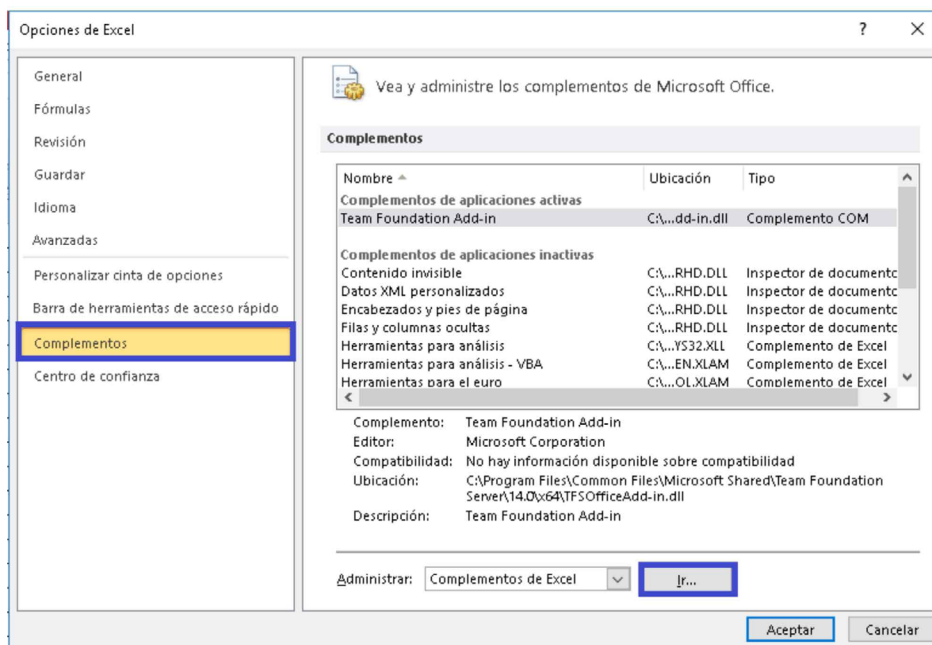 Opciones de Excel
General
Fórmulas
Revisión
Guardar
Idioma
Avanzadas
Personalizar cinta de opciones
Barra de herramientas de acceso rápido
Complementos
Centro de confianza
Vea y administre los complementos de Microsoft Office.
Complementos
Nombre Ubicación Tipo
Complementos de aplicaciones activas
Team Foundation Add-in C:\...dd-in.dll Complemento COM
Complementos de aplicaciones inactivas
Contenido invisible C:\...RHD.DLL Inspector de documentc
Datos XML personalizados C:\...RHD.DLL Inspector de documentc
Encabezados y pies de página C:\...RHD.DLL Inspector de documentc
Filas y columnas ocultas C:\...RHD.DLL Inspector de documentc
Herramientas para análisis C:\...YS32.XLL Complemento de Excel
Herramientas para análisis - VBA C:\...EN.XLAM Complemento de Excel
Herramientas para el euro C:\...OL.XLAM Complemento de Excel
Complemento: Team Foundation Add-in
Editor: Microsoft Corporation
Compatibilidad: No hay información disponible sobre compatibilidad
Ubicación: C:\Program Files\Common Files\Microsoft Shared\Team Foundation
Server\14.0\x64\TFSOfficeAdd-in.dll
Descripción: Team Foundation Add-in
Administrar: Complementos de Excel Ir...
Aceptar Cancelar